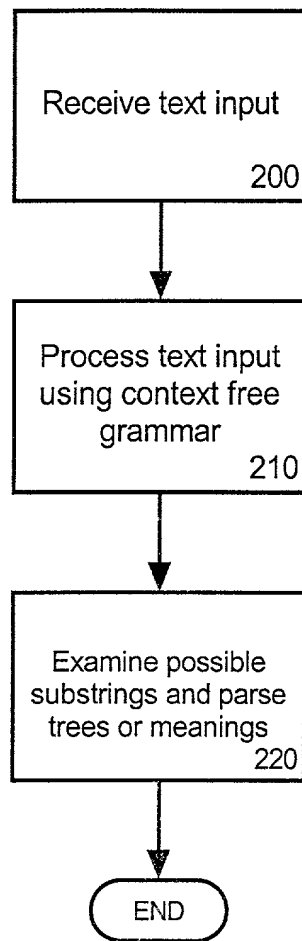 Receive text input
200
Process text input
using context free
grammar
210
Examine possible
substrings and parse
trees or meanings
220
END